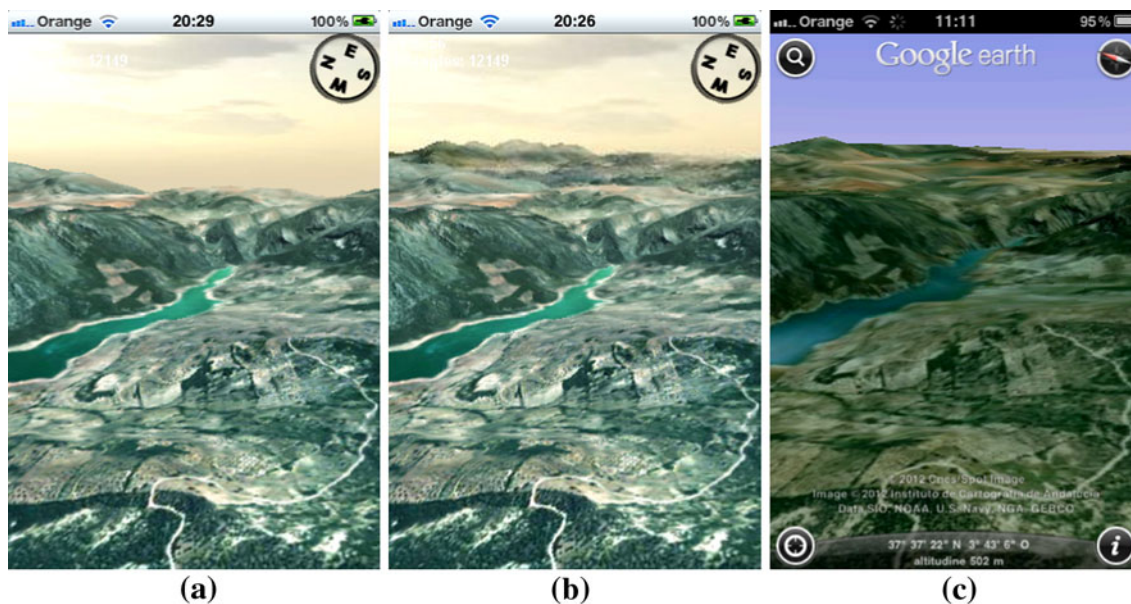 Orange 20:29 100%
N E S W
12149
(a)
Orange 20:26 100%
N E S W
12149
(b)
Orange 11:11 95%
Google earth
© 2012 Cnes/Spot Image
Image © 2012 Instituto de Cartografia de Andalucia
Data SIO, NOAA, U.S. Navy, NGA, GEBCO
37° 37' 22" N 3° 43' 6" O
altitudine 502 m
i
(c)